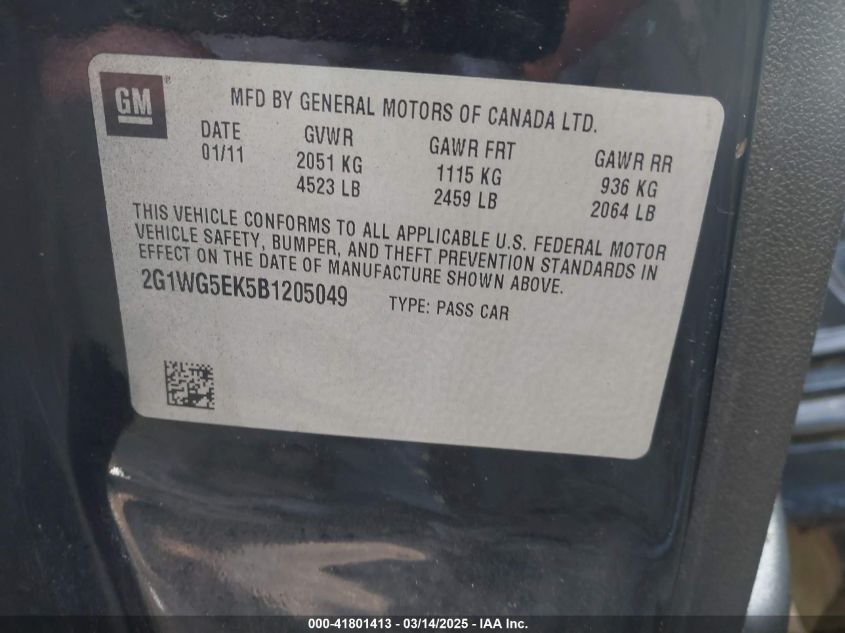 GM ®
MFD BY GENERAL MOTORS OF CANADA LTD.
DATE GVWR GAWR FRT GAWR RR
01/11 2051 KG 1115 KG 936 KG
4523 LB 2459 LB 2064 LB
THIS VEHICLE CONFORMS TO ALL APPLICABLE U.S. FEDERAL MOTOR
VEHICLE SAFETY, BUMPER, AND THEFT PREVENTION STANDARDS IN
EFFECT ON THE DATE OF MANUFACTURE SHOWN ABOVE.
2G1WG5EK5B1205049 TYPE: PASS CAR
000-41801413 - 03/14/2025 - IAA Inc.